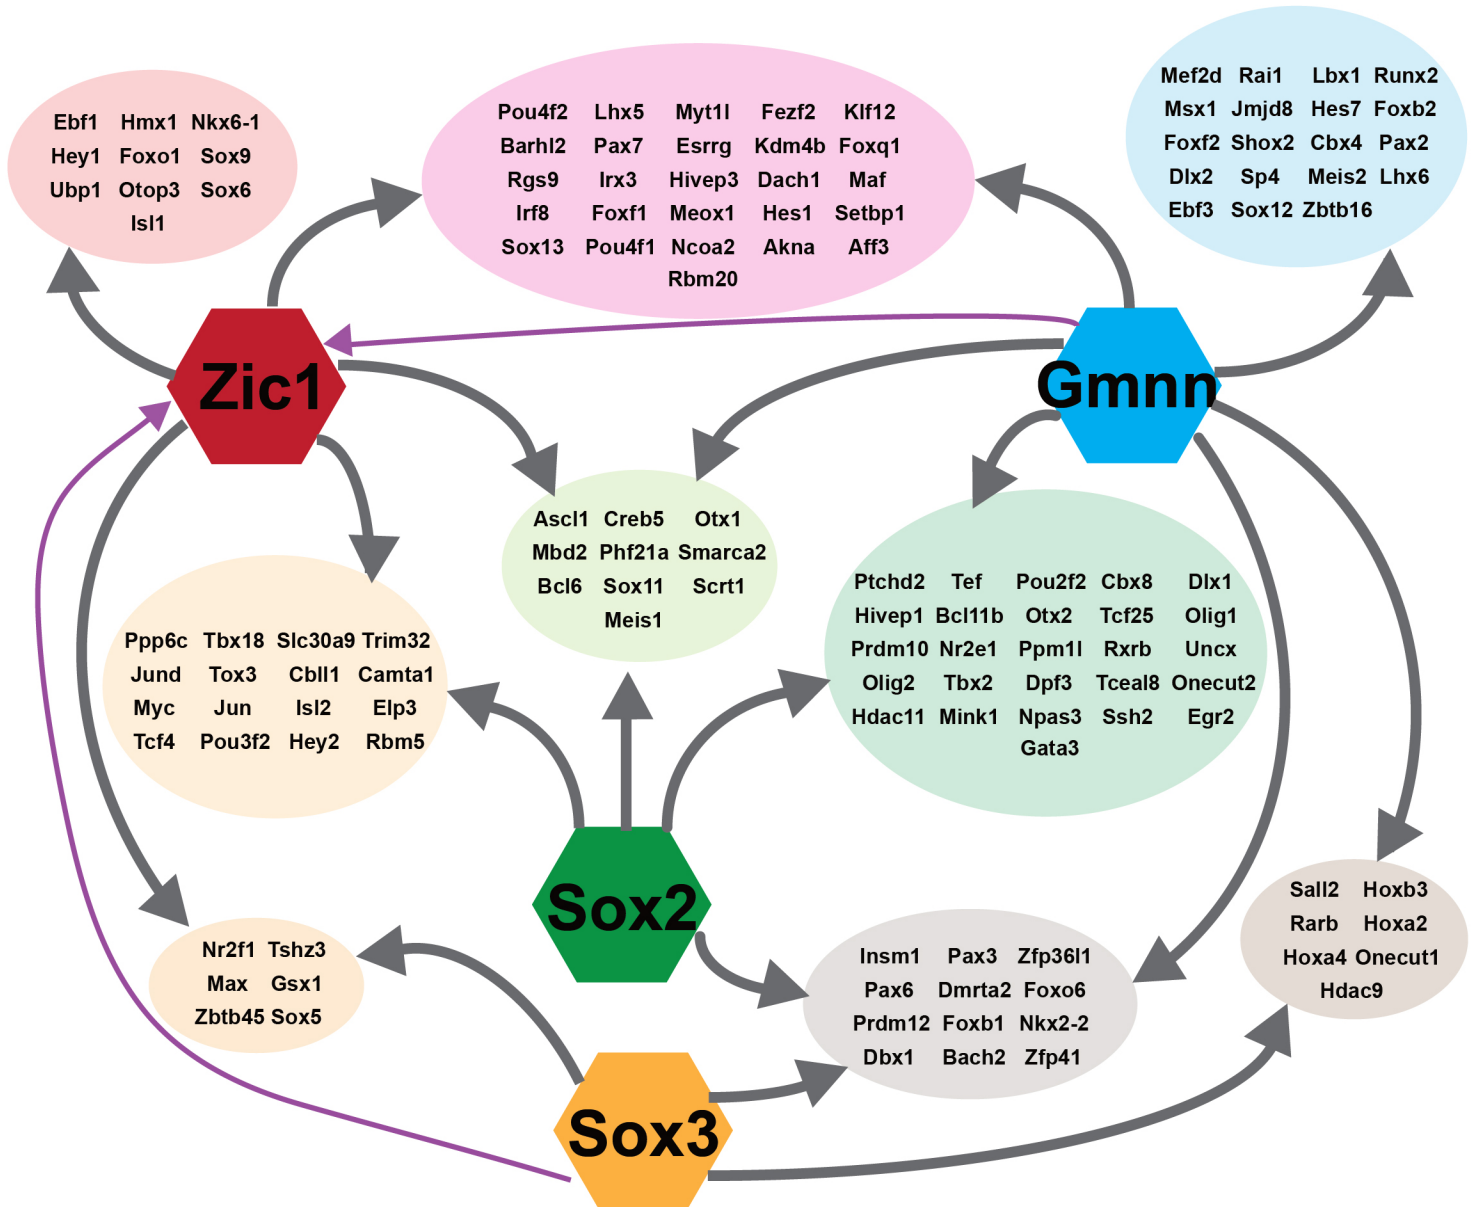 Ebf1 Hmx1 Nkx6-1
Hey1 Foxo1 Sox9
Ubp1 Otop3 Sox6
Isl1
Pou4f2 Lhx5 Myt1l Fezf2 Klf12
Barhl2 Pax7 Esrrg Kdm4b Foxq1
Rgs9 Irx3 Hivep3 Dach1 Maf
Irf8 Foxf1 Meox1 Hes1 Setbp1
Sox13 Pou4f1 Ncoa2 Akna Aff3
Rbm20
Mef2d Rai1 Lbx1 Runx2
Msx1 Jmjd8 Hes7 Foxb2
Foxf2 Shox2 Cbx4 Pax2
Dlx2 Sp4 Meis2 Lhx6
Ebf3 Sox12 Zbtb16
Zic1
Gmnn
Ascl1 Creb5 Otx1
Mbd2 Phf21a Smarca2
Bcl6 Sox11 Scrt1
Meis1
Ppp6c Tbx18 Slc30a9 Trim32
Jund Tox3 Cbll1 Camta1
Myc Jun Isl2 Elp3
Tcf4 Pou3f2 Hey2 Rbm5
Ptchd2 Tef Pou2f2 Cbx8 Dlx1
Hivep1 Bcl11b Otx2 Tcf25 Olig1
Prdm10 Nr2e1 Ppm1l Rxrb Uncx
Olig2 Tbx2 Dpf3 Tceal8 Onecut2
Hdac11 Mink1 Npas3 Ssh2 Egr2
Gata3
Sox2
Nr2f1 Tshz3
Max Gsx1
Zbtb45 Sox5
Insm1 Pax3 Zfp36l1
Pax6 Dmrta2 Foxo6
Prdm12 Foxb1 Nkx2-2
Dbx1 Bach2 Zfp41
Sall2 Hoxb3
Rarb Hoxa2
Hoxa4 Onecut1
Hdac9
Sox3